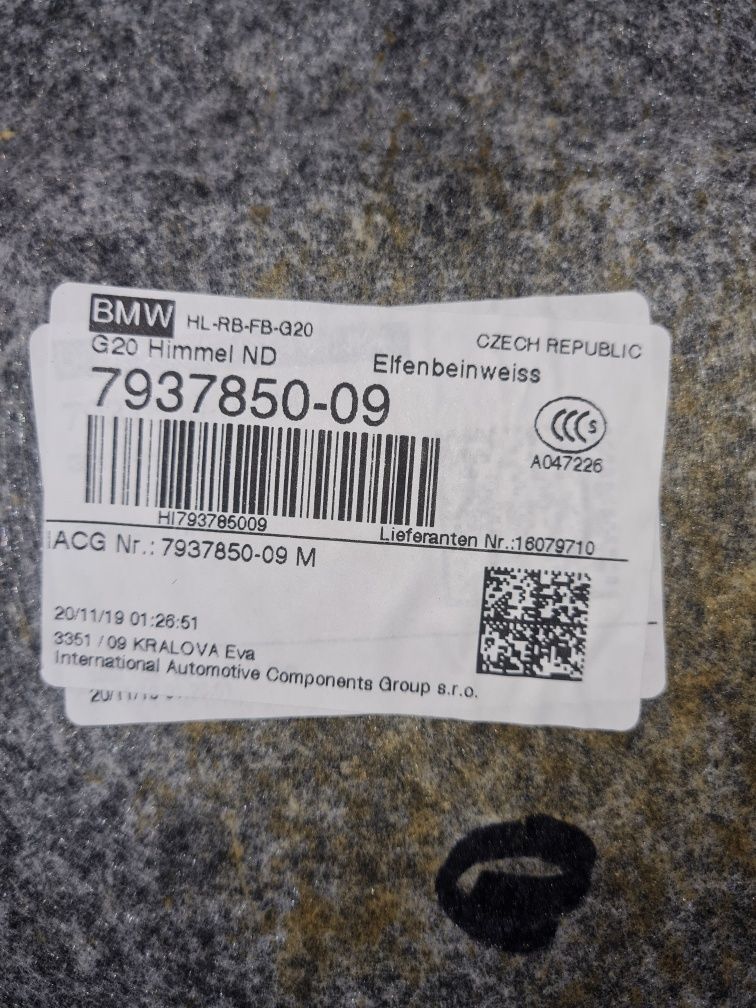 BMW HL-RB-FB-G20
CZECH REPUBLIC
G20 Himmel ND
Elfenbeinweiss
7937850-09
CCC S
A047226
HI793785009
Lieferanten Nr.:16079710
IACG Nr.: 7937850-09 M
20/11/19 01:26:51
3351 / 09 KRALOVA Eva
International Automotive Components Group s.r.o.